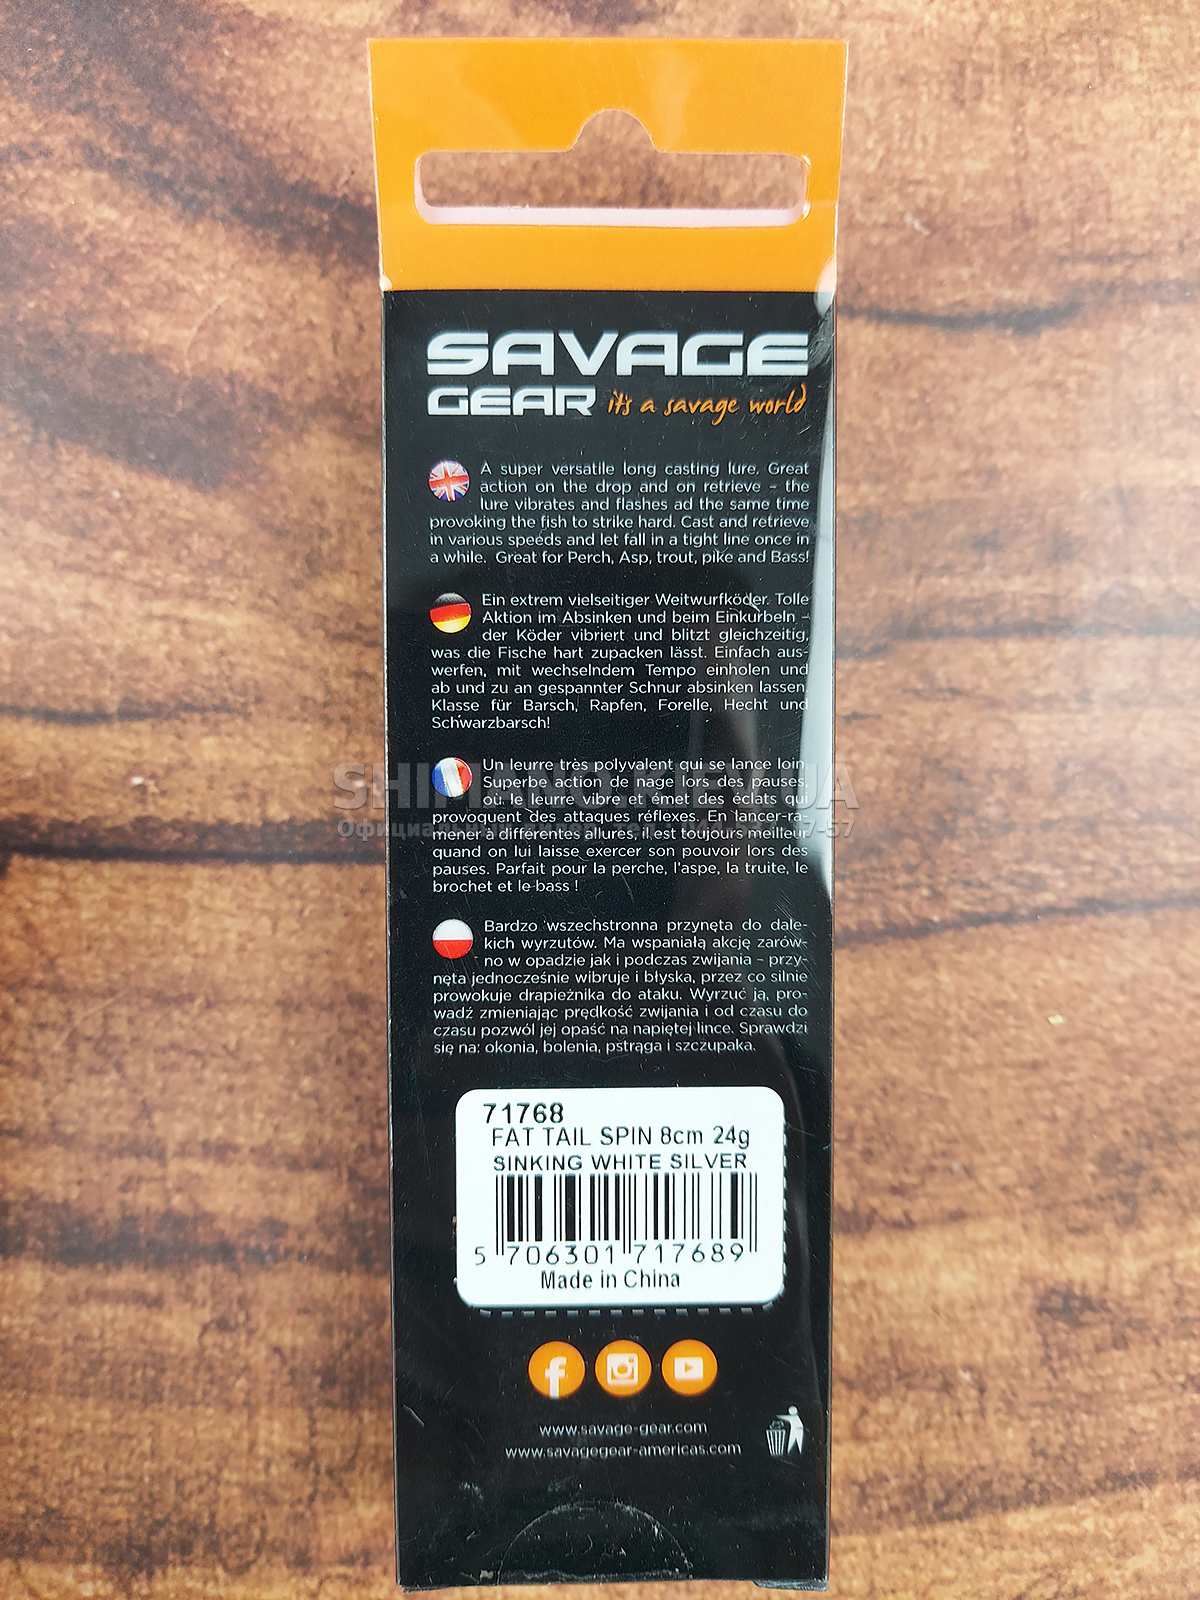 SAVAGE
GEAR it's a savage world
A super versatile long casting lure. Great
action on the drop and on retrieve – the
lure vibrates and flashes ad the same time
provoking the fish to strike hard. Cast and retrieve
in various speeds and let fall in a tight line once in
a while. Great for Perch, Asp, trout, pike and Bass!
Ein extrem vielseitiger Weitwurfköder. Tolle
Aktion im Absinken und beim Einkurbeln –
der Köder vibriert und blitzt gleichzeitig,
was die Fische hart zupacken lässt. Einfach aus-
werfen, mit wechselndem Tempo einholen und
ab und zu an gespannter Schnur absinken lassen.
Klasse für Barsch, Rapfen, Forelle, Hecht und
Schwarzbarsch!
Un leurre très polyvalent qui se lance loin.
Superbe action de nage lors des pauses,
où le leurre vibre et émet des éclats qui
provoquent des attaques réflexes. En lancer-ra-
mener à différentes allures, il est toujours meilleur
quand on lui laisse exercer son pouvoir lors des
pauses. Parfait pour la perche, l'aspe, la truite, le
brochet et le bass !
SHIMANO.KIEV.UA
Официальный дилер
Bardzo wszechstronna przynęta do dale-
kich wyrzutów. Ma wspaniałą akcję zarów-
no w opadzie jak i podczas zwijania – przy-
nęta jednocześnie wibruje i błyska, przez co silnie
prowokuje drapieżnika do ataku. Wyrzuć ją, pro-
wadź zmieniając prędkość zwijania i od czasu do
czasu pozwól jej opaść na napiętej lince. Sprawdzi
się na: okonia, bolenia, pstrąga i szczupaka.
71768
FAT TAIL SPIN 8cm 24g
SINKING WHITE SILVER
5 706301 717689
Made in China
www.savage-gear.com
www.savagegear-americas.com